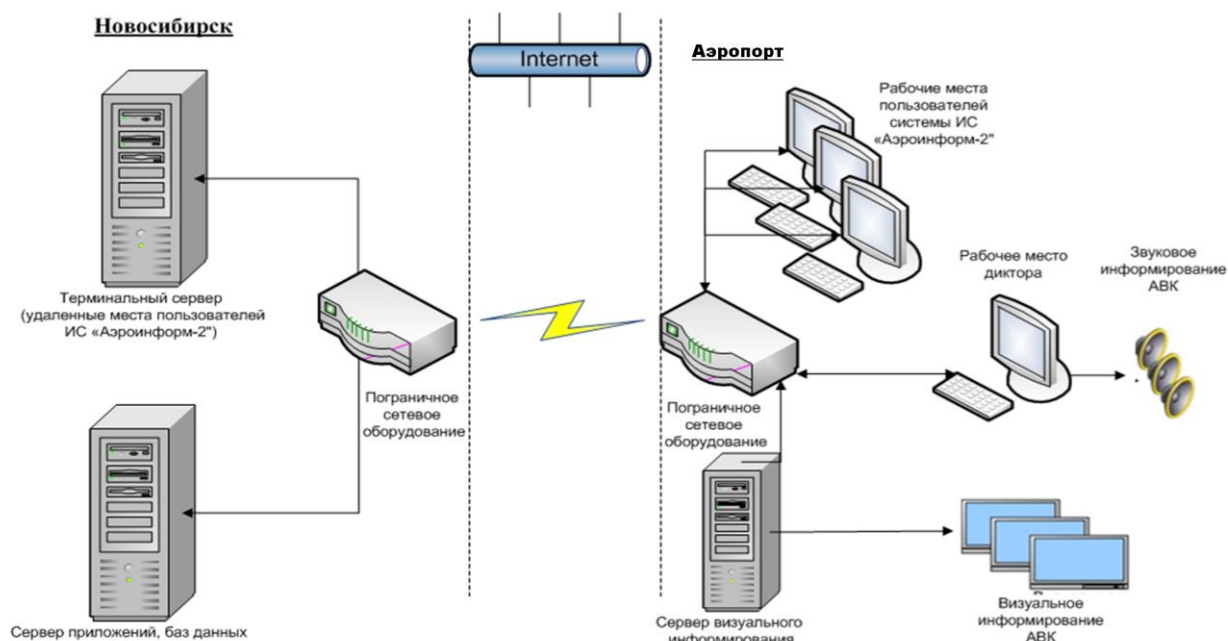 Новосибирск
Internet
Аэропорт
Рабочие места
пользователей
системы ИС
«Аэроинформ-2"
Терминальный сервер
(удаленные места пользователей
ИС «Аэроинформ-2")
Пограничное
сетевое
оборудование
Пограничное
сетевое
оборудование
Рабочее место
диктора
Звуковое
информирование
АВК
Сервер приложений, баз данных
Сервер визуального
информирования
Визуальное
информирование
АВК